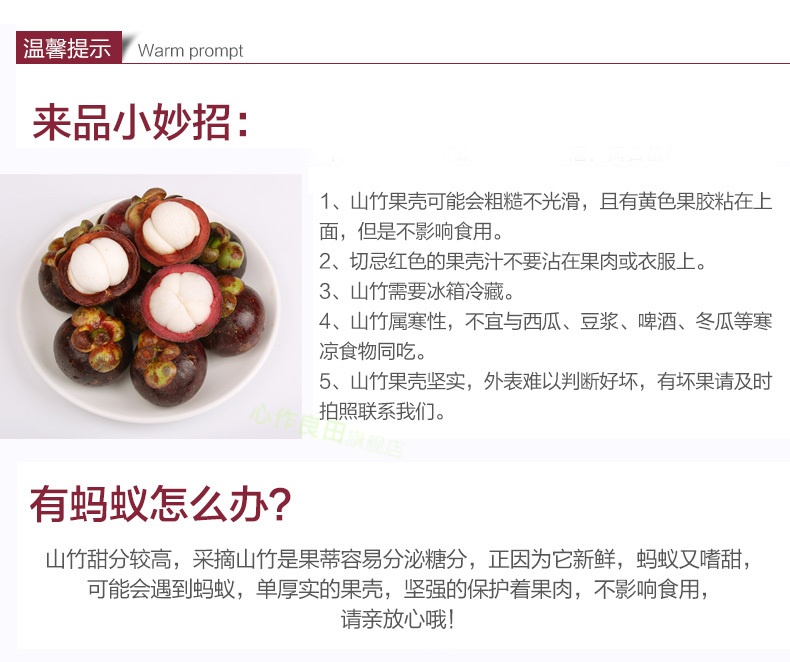 温馨提示 Warm prompt
来品小妙招：
1、山竹果壳可能会粗糙不光滑，且有黄色果胶粘在上
面，但是不影响食用。
2、切忌红色的果壳汁不要沾在果肉或衣服上。
3、山竹需要冰箱冷藏。
4、山竹属寒性，不宜与西瓜、豆浆、啤酒、冬瓜等寒
凉食物同吃。
5、山竹果壳坚实，外表难以判断好坏，有坏果请及时
拍照联系我们。
心作良田旗舰店
有蚂蚁怎么办？
山竹甜分较高，采摘山竹是果蒂容易分泌糖分，正因为它新鲜，蚂蚁又嗜甜，
可能会遇到蚂蚁，单厚实的果壳，坚强的保护着果肉，不影响食用，
请亲放心哦！